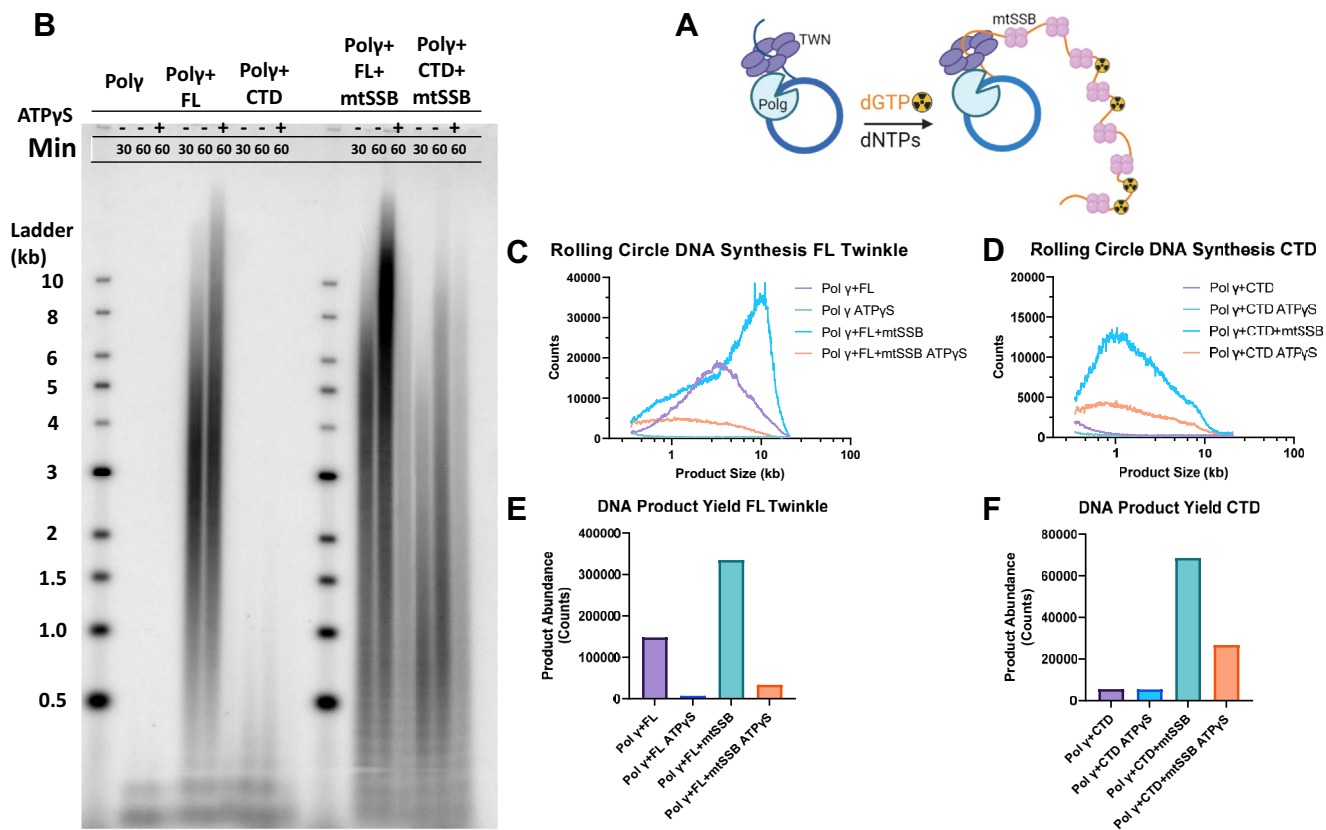 B
Polγ
Polγ+
FL
Polγ+
CTD
Polγ+
FL+
mtSSB
Polγ+
CTD+
mtSSB
ATPγS - - + - - + - - + - - + - - +
Min 30 60 60 30 60 60 30 60 60 30 60 60 30 60 60
Ladder
(kb)
10
8
6
5
4
3
2
1.5
1.0
0.5
A
TWN
Polg
dGTP
dNTPs
mtSSB
C Rolling Circle DNA Synthesis FL Twinkle
Counts
40000
30000
20000
10000
0
1 10 100
Product Size (kb)
Pol γ+FL
Pol γ ATPγS
Pol γ+FL+mtSSB
Pol γ+FL+mtSSB ATPγS
D Rolling Circle DNA Synthesis CTD
Counts
20000
15000
10000
5000
0
1 10 100
Product Size (kb)
Pol γ+CTD
Pol γ+CTD ATPγS
Pol γ+CTD+mtSSB
Pol γ+CTD ATPγS
E DNA Product Yield FL Twinkle
Product Abundance
(Counts)
400000
300000
200000
100000
0
Pol γ+FL
Pol γ+FL ATPγS
Pol γ+FL+mtSSB
Pol γ+FL+mtSSB ATPγS
F DNA Product Yield CTD
Product Abundance
(Counts)
80000
60000
40000
20000
0
Pol γ+CTD
Pol γ+CTD ATPγS
Pol γ+CTD+mtSSB
Pol γ+CTD+mtSSB ATPγS